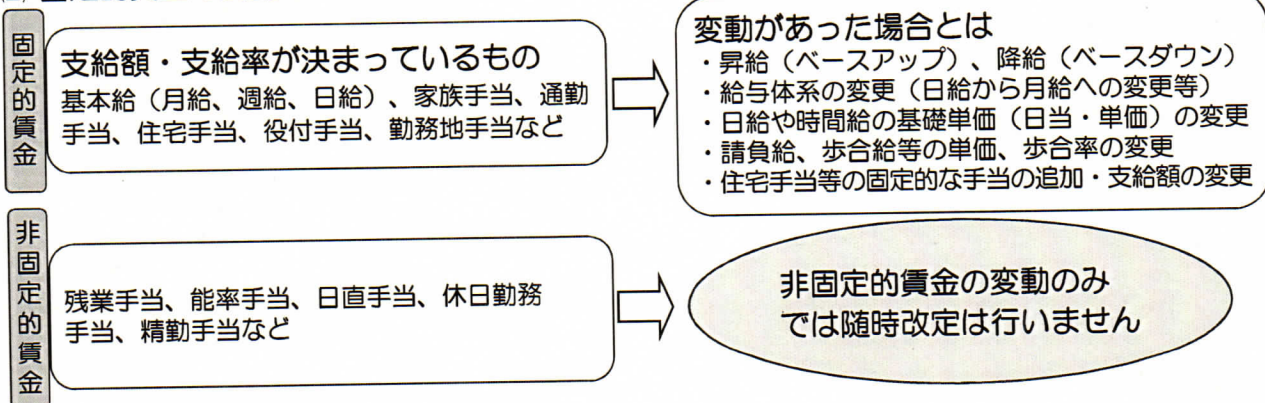 固定的賃金
支給額・支給率が決まっているもの
基本給（月給、週給、日給）、家族手当、通勤
手当、住宅手当、役付手当、勤務地手当など
変動があった場合とは
・昇給（ベースアップ）、降給（ベースダウン）
・給与体系の変更（日給から月給への変更等）
・日給や時間給の基礎単価（日当・単価）の変更
・請負給、歩合給等の単価、歩合率の変更
・住宅手当等の固定的な手当の追加・支給額の変更
非固定的賃金
残業手当、能率手当、日直手当、休日勤務
手当、精勤手当など
非固定的賃金の変動のみ
では随時改定は行いません